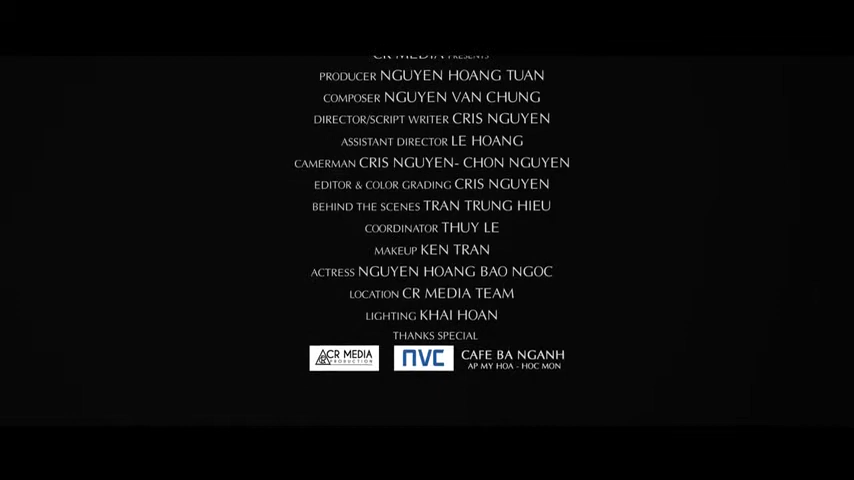 CR MEDIA PRESENTS
PRODUCER NGUYEN HOANG TUAN
COMPOSER NGUYEN VAN CHUNG
DIRECTOR/SCRIPT WRITER CRIS NGUYEN
ASSISTANT DIRECTOR LE HOANG
CAMERMAN CRIS NGUYEN- CHON NGUYEN
EDITOR & COLOR GRADING CRIS NGUYEN
BEHIND THE SCENES TRAN TRUNG HIEU
COORDINATOR THUY LE
MAKEUP KEN TRAN
ACTRESS NGUYEN HOANG BAO NGOC
LOCATION CR MEDIA TEAM
LIGHTING KHAI HOAN
THANKS SPECIAL
CR MEDIA
PRODUCTION
NVC
CAFE BA NGANH
AP MY HOA - HOC MON